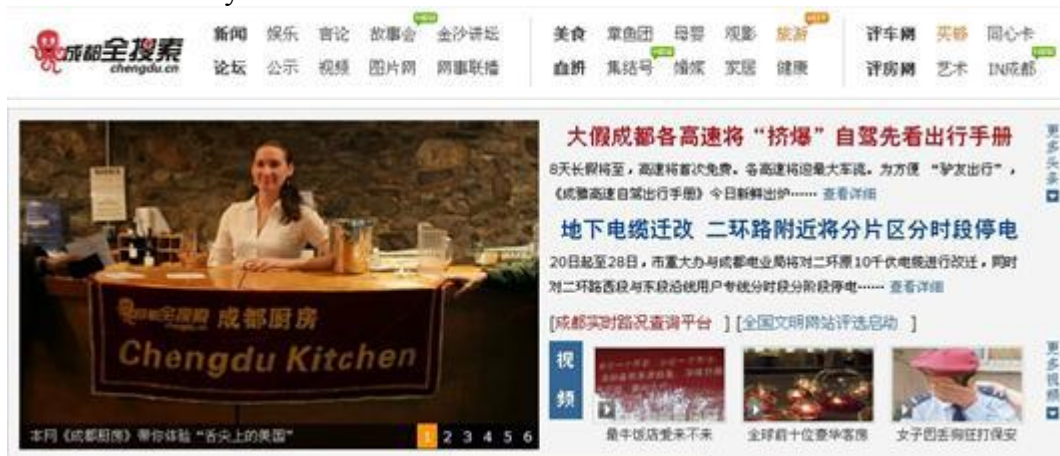 成都全搜索
chengdu.cn
新闻 娱乐 言论 故事会 金沙讲坛
论坛 公示 视频 图片网 网事联播
美食 章鱼团 母婴 观影 旅游
血拼 集结号 婚嫁 家居 健康
评车网 买够 同心卡
评房网 艺术 IN成都
成都全搜索 成都厨房
Chengdu Kitchen
本网《成都厨房》带你体验“舌尖上的美国”
1 2 3 4 5 6
大假成都各高速将“挤爆”自驾先看出行手册
8天长假将至,高速将首次免费。各高速将迎最大车流。为方便 “驴友出行”,
《成雅高速自驾出行手册》今日新鲜出炉…… 查看详细
地下电缆迁改 二环路附近将分片区分时段停电
20日起至28日,市重大办与成都电业局将对二环原10千伏电缆进行改迁,同时
对二环路西段与东段沿线用户专线分时段分阶段停电…… 查看详细
[成都实时路况查询平台 ] [全国文明网站评选启动 ]
更多头条
视频
最牛饭店爱来不来
全球前十位豪华客房
女子因丢狗狂打保安
更多视频